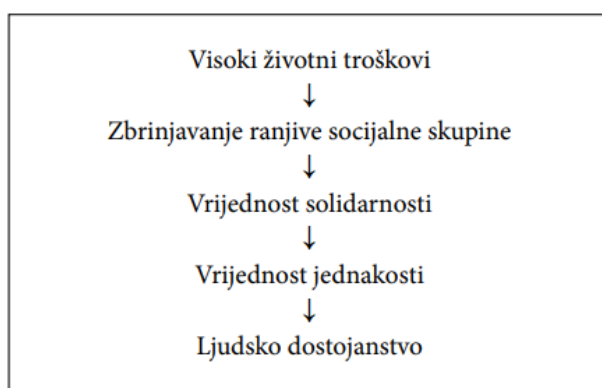 Visoki životni troškovi
↓
Zbrinjavanje ranjive socijalne skupine
↓
Vrijednost solidarnosti
↓
Vrijednost jednakosti
↓
Ljudsko dostojanstvo